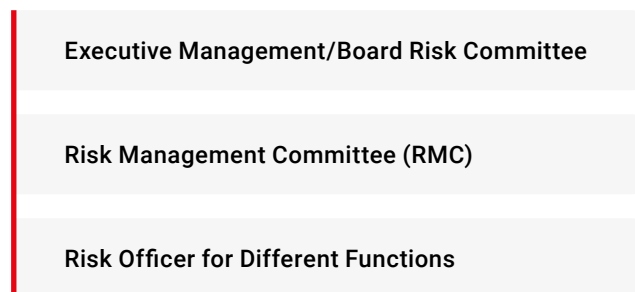 Executive Management/Board Risk Committee
Risk Management Committee (RMC)
Risk Officer for Different Functions